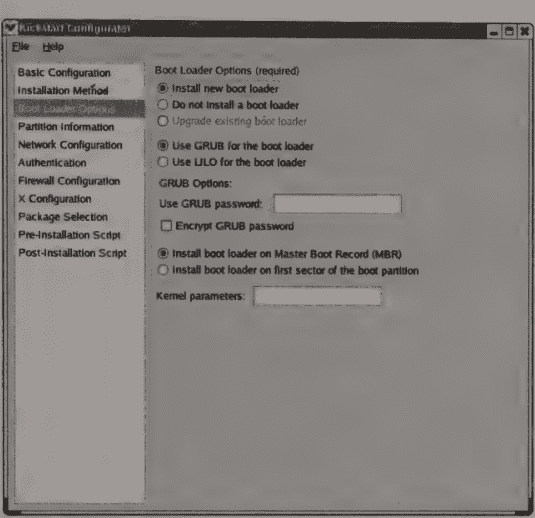 Kickstart Configurator
File Help
Basic Configuration
Installation Method
Boot Loader Options
Partition Information
Network Configuration
Authentication
Firewall Configuration
X Configuration
Package Selection
Pre-Installation Script
Post-Installation Script
Boot Loader Options (required)
Install new boot loader
Do not install a boot loader
Upgrade existing boot loader
Use GRUB for the boot loader
Use LILO for the boot loader
GRUB Options:
Use GRUB password:
Encrypt GRUB password
Install boot loader on Master Boot Record (MBR)
Install boot loader on first sector of the boot partition
Kernel parameters: